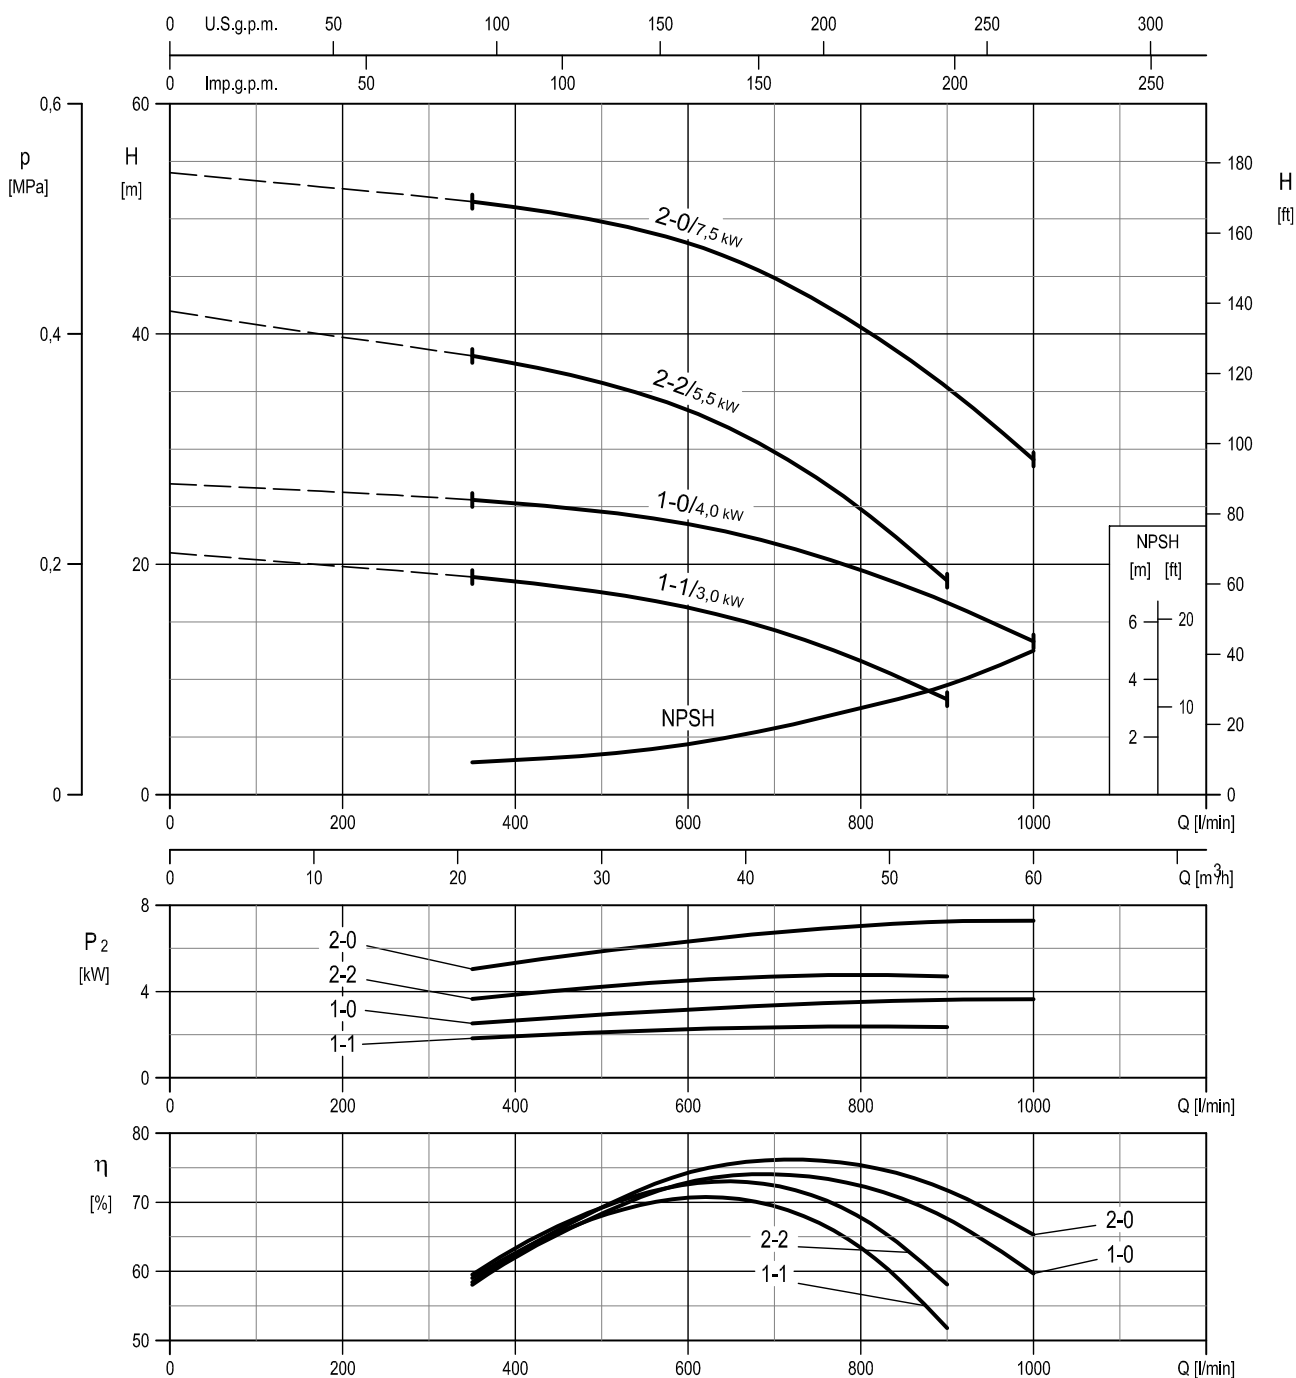 0 U.S.g.p.m. 50 100 150 200 250 300
0 Imp.g.p.m. 50 100 150 200 250
0,6 60
p H
[MPa] [m]
180
H
[ft]
2-0/7,5 kW
160
140
0,4 40
2-2/5,5 kW
120
100
1-0/4,0 kW
80
NPSH
0,2 20
[m] [ft]
1-1/3,0 kW
60
6 20
40
4
NPSH
10
20
2
0 0 0
0 200 400 600 800 1000 Q [l/min]
0 10 20 30 40 50 60 Q [m³/h]
8
P2
[kW]
2-0
2-2
4
1-0
1-1
0
0 200 400 600 800 1000 Q [l/min]
80
η
[%]
70
2-0
2-2
1-0
60
1-1
50
0 200 400 600 800 1000 Q [l/min]